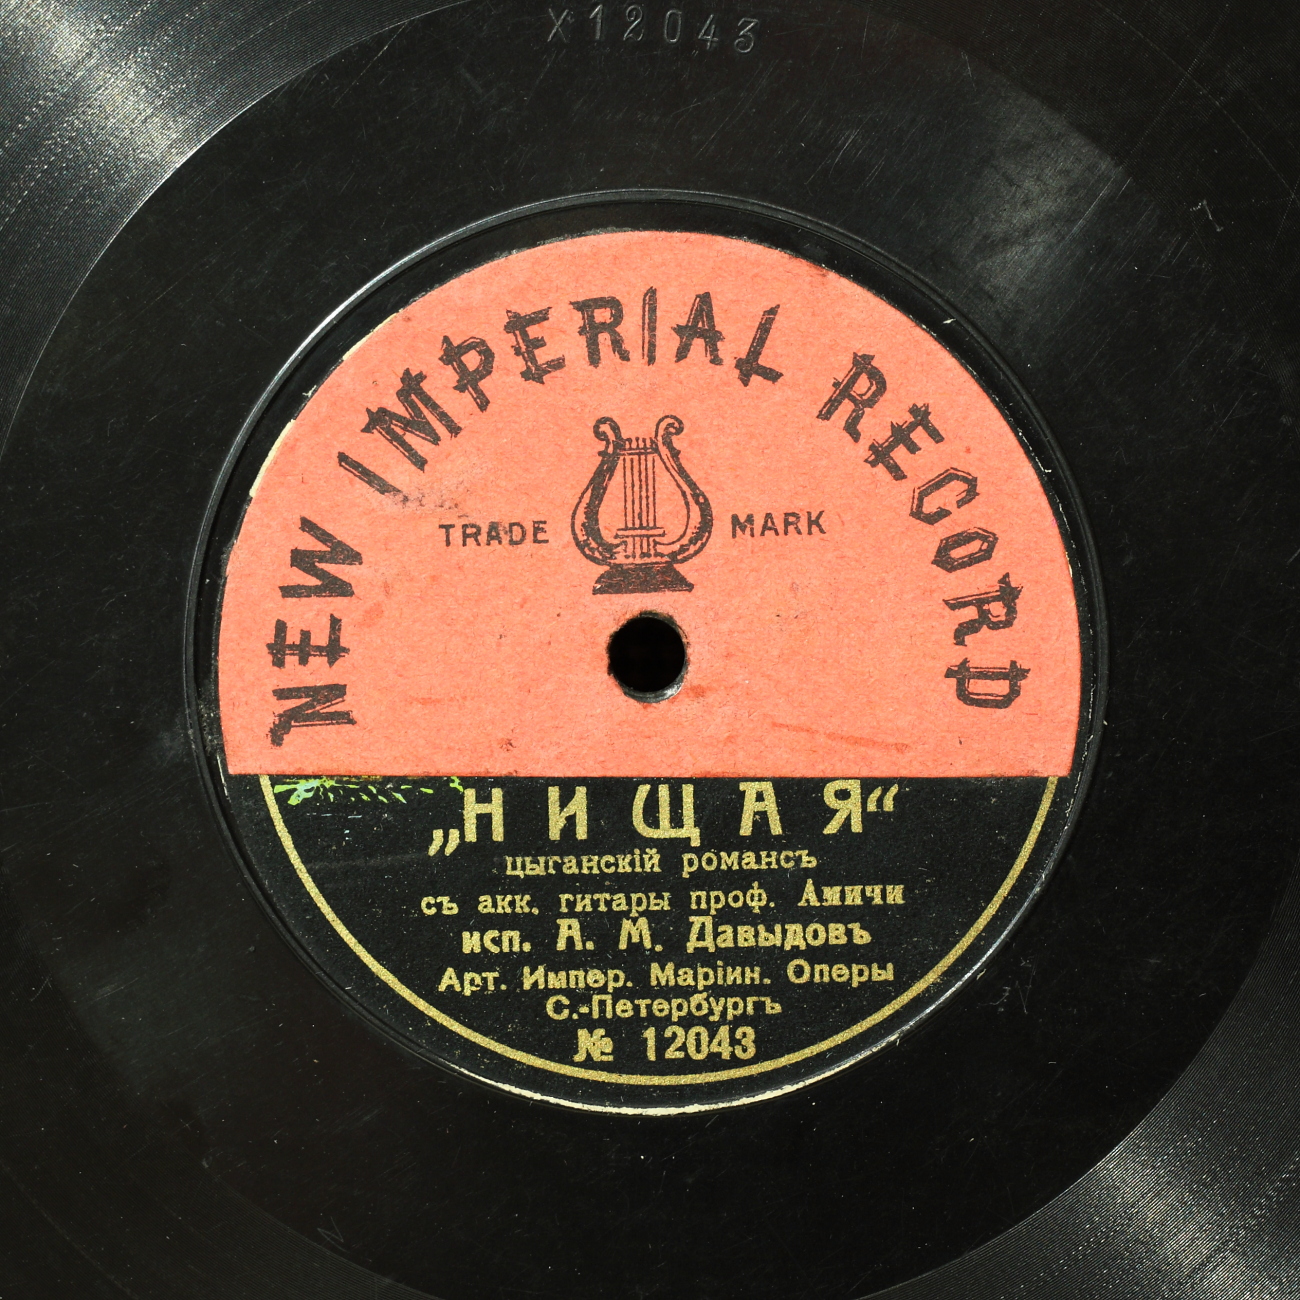 X12043
NEW IMPERIAL RECORD
TRADE MARK
„НИЩАЯ“
цыганскій романсъ
съ акк. гитары проф. Амичи
исп. А. М. Давыдовъ
Арт. Импер. Маріин. Оперы
С.-Петербургъ
№ 12043